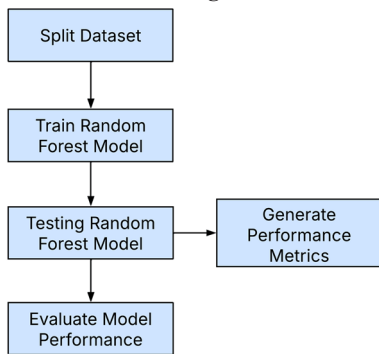 Split Dataset
Train Random
Forest Model
Testing Random
Forest Model
Generate
Performance
Metrics
Evaluate Model
Performance